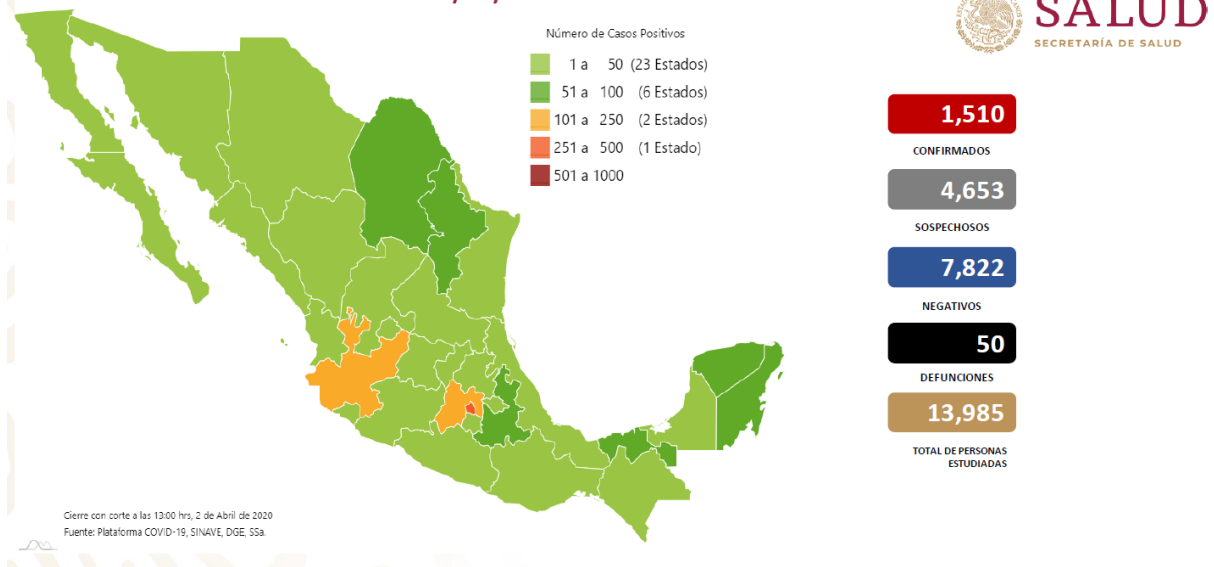 SALUD
SECRETARÍA DE SALUD
Número de Casos Positivos
1 a 50 (23 Estados)
51 a 100 (6 Estados)
101 a 250 (2 Estados)
251 a 500 (1 Estado)
501 a 1000
1,510
CONFIRMADOS
4,653
SOSPECHOSOS
7,822
NEGATIVOS
50
DEFUNCIONES
13,985
TOTAL DE PERSONAS
ESTUDIADAS
Cierre con corte a las 13:00 hrs, 2 de Abril de 2020
Fuente: Plataforma COVID-19, SINAVE, DGE, SSa.